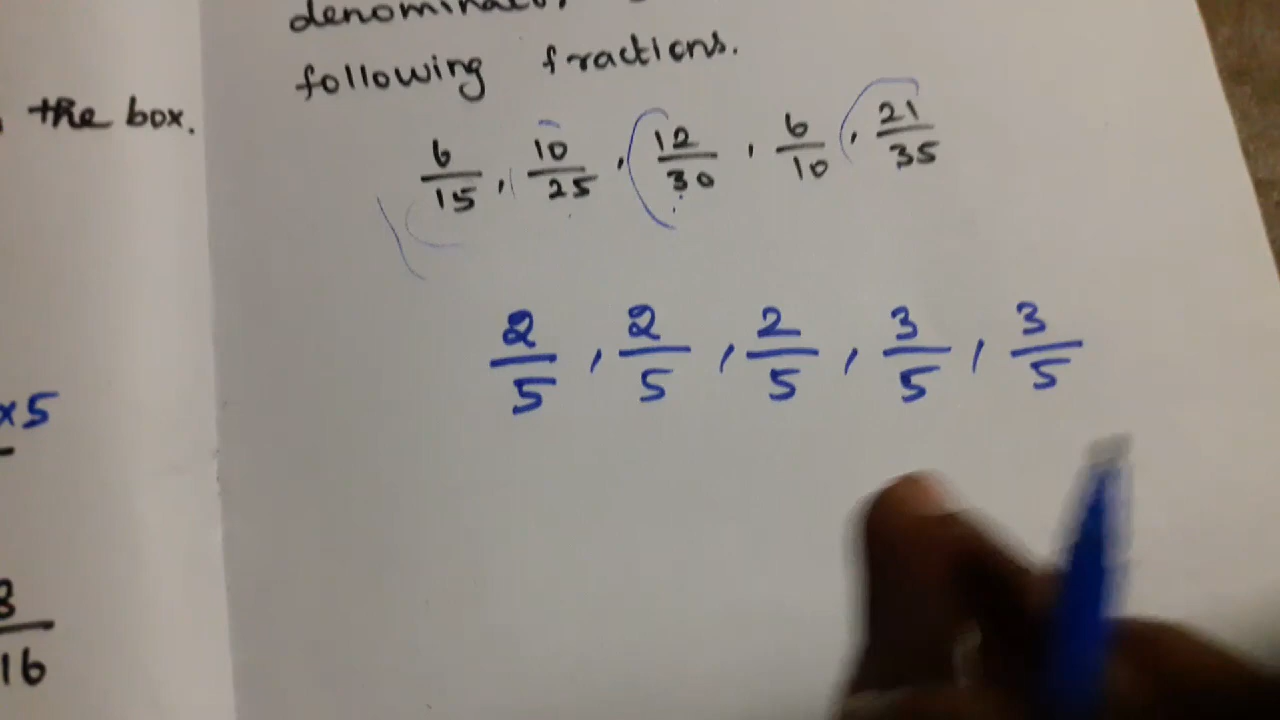 denominator.
following fractions.
the box.
6/15, 10/25, 12/30, 6/10, 21/35
2/5, 2/5, 2/5, 3/5, 3/5
×5
3
16